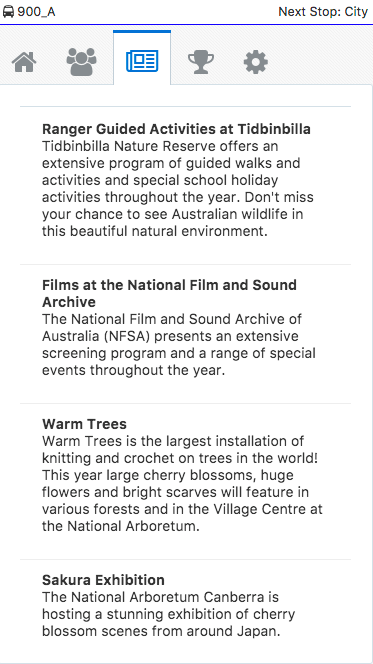 900_A Next Stop: City
Ranger Guided Activities at Tidbinbilla
Tidbinbilla Nature Reserve offers an
extensive program of guided walks and
activities and special school holiday
activities throughout the year. Don't miss
your chance to see Australian wildlife in
this beautiful natural environment.
Films at the National Film and Sound
Archive
The National Film and Sound Archive of
Australia (NFSA) presents an extensive
screening program and a range of special
events throughout the year.
Warm Trees
Warm Trees is the largest installation of
knitting and crochet on trees in the world!
This year large cherry blossoms, huge
flowers and bright scarves will feature in
various forests and in the Village Centre at
the National Arboretum.
Sakura Exhibition
The National Arboretum Canberra is
hosting a stunning exhibition of cherry
blossom scenes from around Japan.